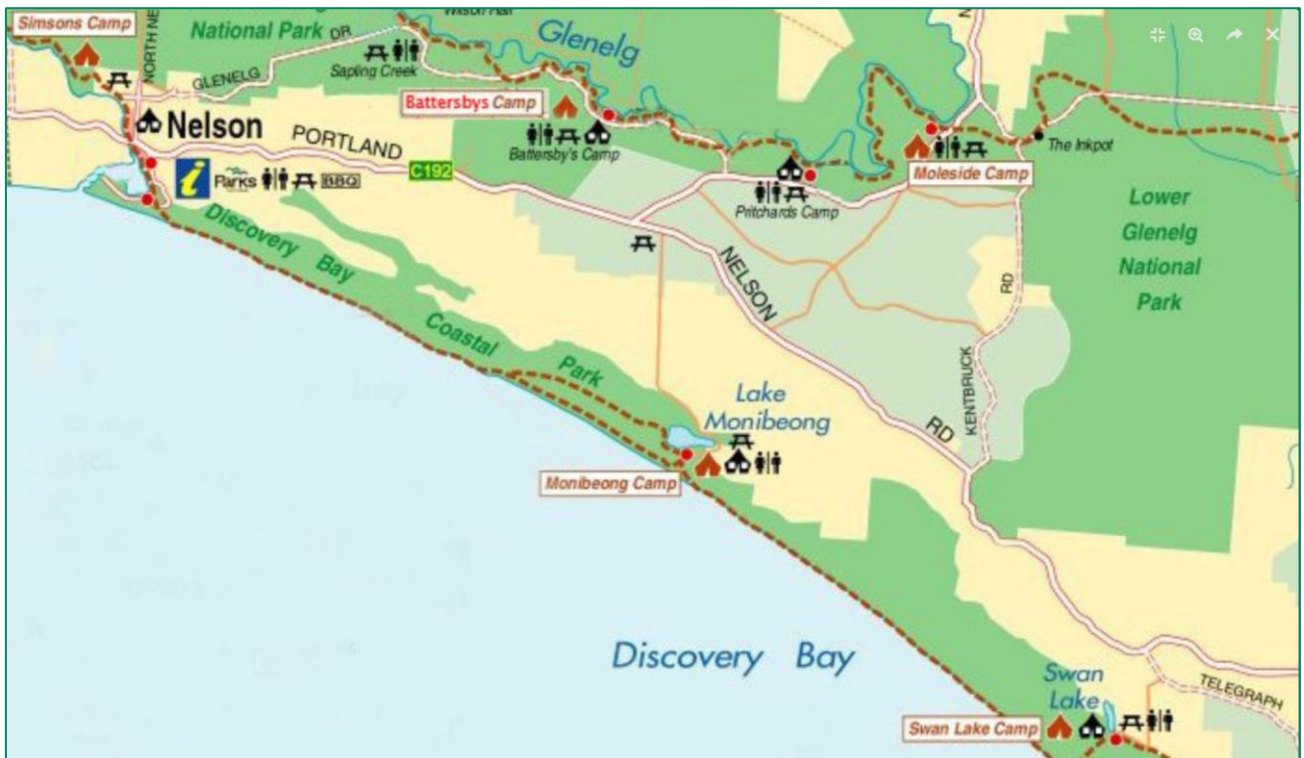 Simsons Camp
NORTH NE
National Park DR
Sapling Creek
GLENELG
Glenelg
Battersbys Camp
Battersby's Camp
Nelson
PORTLAND
C192
i
Parks
BBQ
Pritchards Camp
Moleside Camp
The Inkpot
Lower
Glenelg
National
Park
Discovery
Bay
Coastal
Park
NELSON
RD
RD
KENTBRUCK
Lake
Monibeong
Monibeong Camp
Discovery Bay
Swan
Lake
Swan Lake Camp
TELEGRAPH